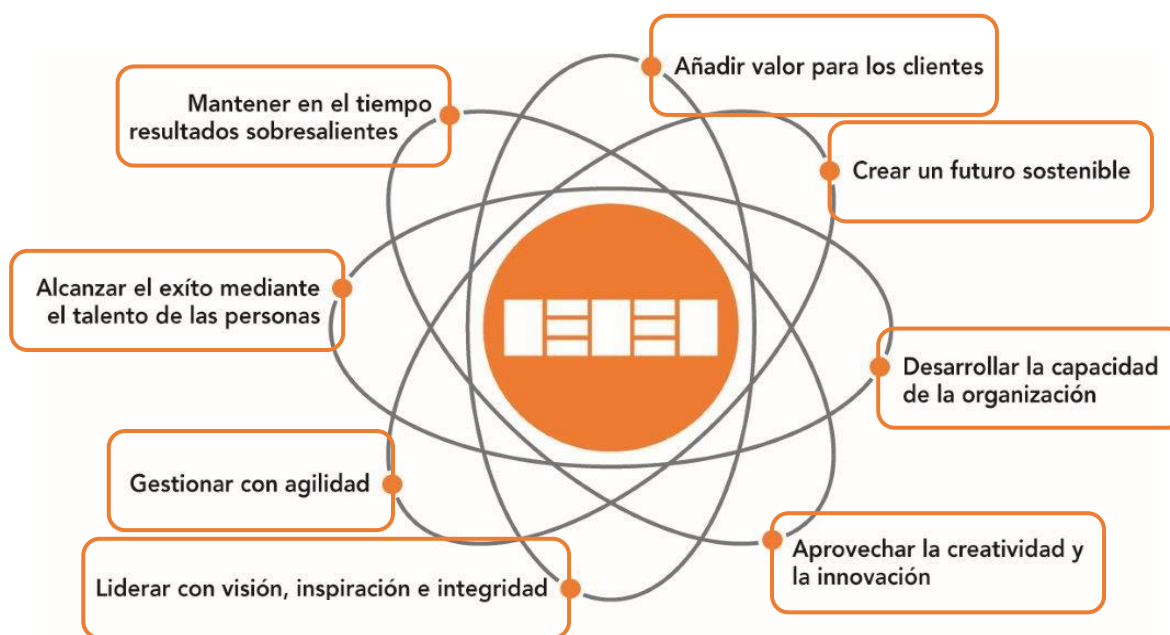 Añadir valor para los clientes
Mantener en el tiempo
resultados sobresalientes
Crear un futuro sostenible
Alcanzar el exíto mediante
el talento de las personas
Desarrollar la capacidad
de la organización
Gestionar con agilidad
Aprovechar la creatividad y
la innovación
Liderar con visión, inspiración e integridad